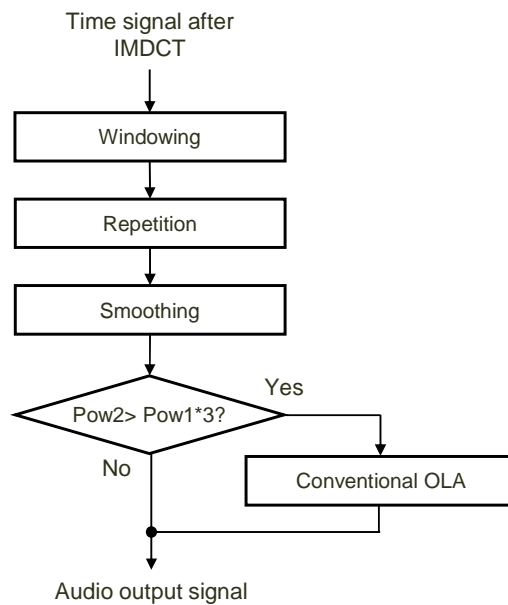 Time signal after
IMDCT
Windowing
Repetition
Smoothing
Pow2> Pow1*3?
Yes
No
Conventional OLA
Audio output signal